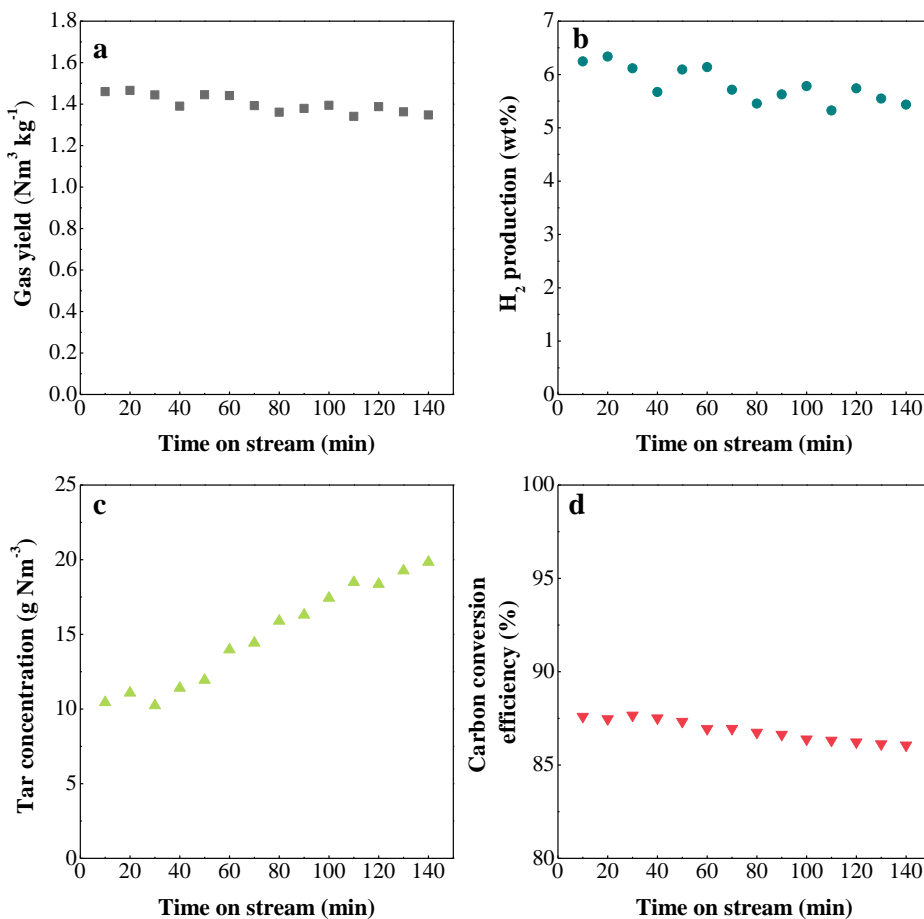 a
1.8
1.6
1.4
1.2
1.0
0.8
0.6
0.4
0.2
0.0
Gas yield (Nm³ kg⁻¹)
0 20 40 60 80 100 120 140
Time on stream (min)
b
7
6
5
4
3
2
1
0
H₂ production (wt%)
0 20 40 60 80 100 120 140
Time on stream (min)
c
25
20
15
10
5
0
Tar concentration (g Nm⁻³)
0 20 40 60 80 100 120 140
Time on stream (min)
d
100
95
90
85
80
Carbon conversion
efficiency (%)
0 20 40 60 80 100 120 140
Time on stream (min)